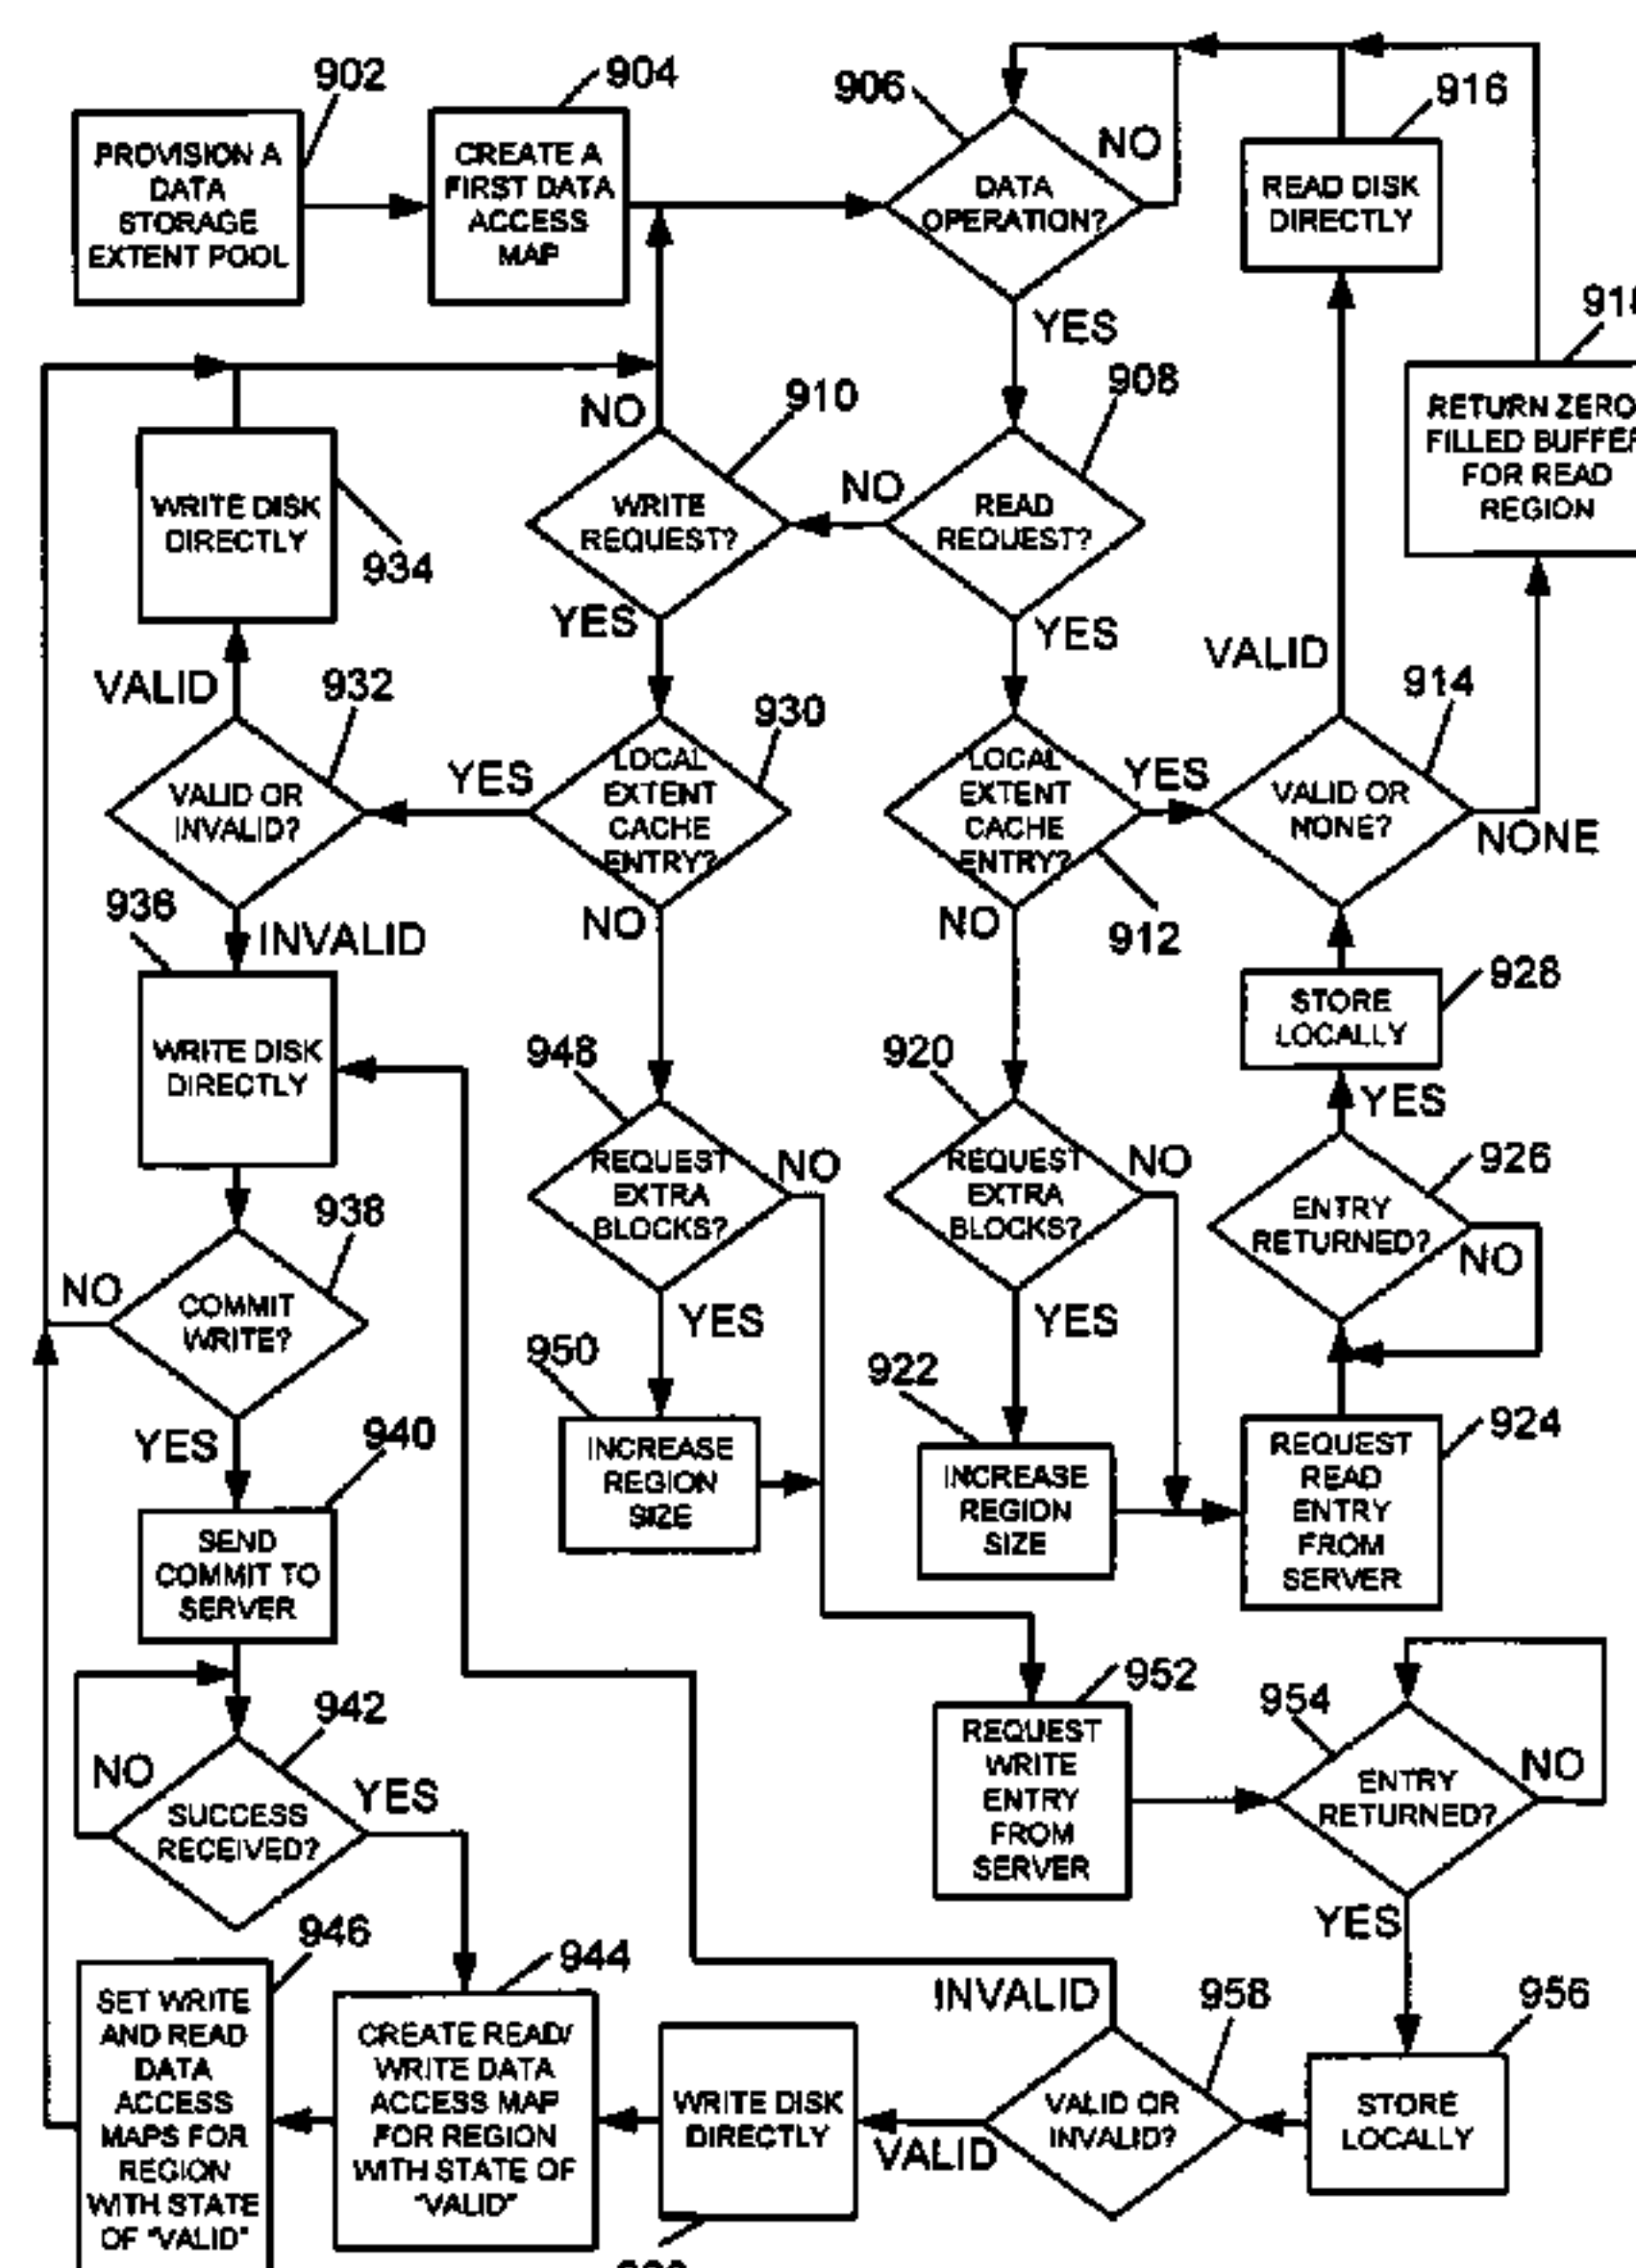 902
PROVISION A
DATA
STORAGE
EXTENT POOL
904
CREATE A
FIRST DATA
ACCESS
MAP
906
DATA
OPERATION?
NO
YES
916
READ DISK
DIRECTLY
RETURN ZERO
FILLED BUFFER
FOR READ
REGION
908
READ
REQUEST?
NO
YES
910
WRITE
REQUEST?
NO
YES
934
WRITE DISK
DIRECTLY
VALID
932
VALID OR
INVALID?
INVALID
YES
930
LOCAL
EXTENT
CACHE
ENTRY?
NO
912
LOCAL
EXTENT
CACHE
ENTRY?
YES
NO
914
VALID OR
NONE?
VALID
NONE
936
WRITE DISK
DIRECTLY
928
STORE
LOCALLY
YES
948
REQUEST
EXTRA
BLOCKS?
NO
YES
920
REQUEST
EXTRA
BLOCKS?
NO
YES
926
ENTRY
RETURNED?
NO
938
COMMIT
WRITE?
NO
YES
950
INCREASE
REGION
SIZE
922
INCREASE
REGION
SIZE
924
REQUEST
READ
ENTRY
FROM
SERVER
940
SEND
COMMIT TO
SERVER
942
SUCCESS
RECEIVED?
NO
YES
952
REQUEST
WRITE
ENTRY
FROM
SERVER
954
ENTRY
RETURNED?
NO
YES
946
SET WRITE
AND READ
DATA
ACCESS
MAPS FOR
REGION
WITH STATE
OF "VALID"
944
CREATE READ/
WRITE DATA
ACCESS MAP
FOR REGION
WITH STATE OF
"VALID"
WRITE DISK
DIRECTLY
VALID
INVALID
958
VALID OR
INVALID?
956
STORE
LOCALLY